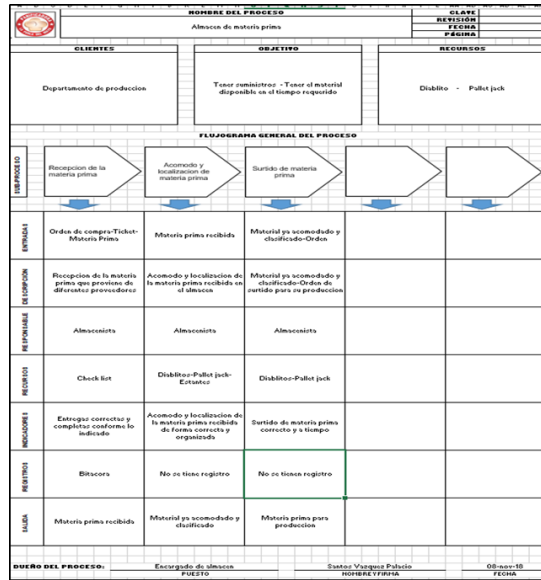 NOMBRE DEL PROCESO
Almacen de materia prima
CLAVE
REVISIÓN
FECHA
PÁGINA
CLIENTES
OBJETIVO
RECURSOS
Departamento de produccion
Tener suministros - Tener el material
disponible en el tiempo requerido
Diablito - Pallet jack
FLUJOGRAMA GENERAL DEL PROCESO
SUBPROCESO
Recepcion de la
materia prima
Acomodo y
localizacion de
materia prima
Surtido de materia
prima
ENTRADAS
Orden de compra-Ticket-
Materia Prima
Materia prima recibida
Material ya acomodado y
clasificado-Orden
DESCRIPCION
Recepcion de la materia
prima que proviene de
diferentes proveedores
Acomodo y localizacion de
la materia prima recibida en
el almacen
Material ya acomodado y
clasificado-Orden de
surtido para su produccion
RESPONSABLE
Almacenista
Almacenista
Almacenista
RECURSOS
Check list
Diablitos-Pallet jack-
Estantes
Diablitos-Pallet jack
INDICADORES
Entregas correctas y
completas conforme lo
indicado
Acomodo y localizacion de
la materia prima recibida
de forma correcta y
organizada
Surtido de materia prima
correcto y a tiempo
REGISTROS
Bitacora
No se tiene registro
No se tienen registro
SALIDA
Materia prima recibida
Material ya acomodado y
clasificado
Materia prima para
produccion
DUEÑO DEL PROCESO:
Encargado de almacen
Santos Vazquez Palacio
08-nov-18
PUESTO
NOMBRE Y FIRMA
FECHA